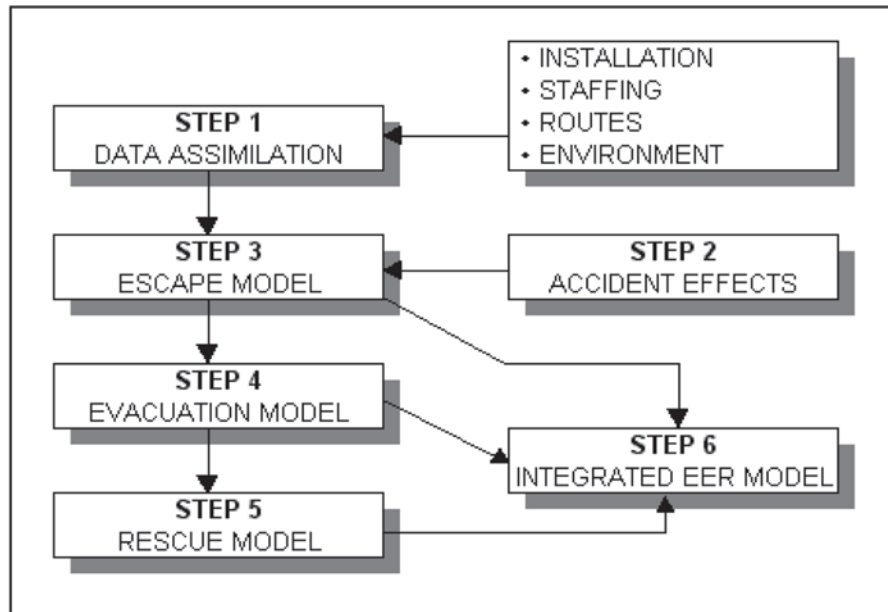 • INSTALLATION
• STAFFING
• ROUTES
• ENVIRONMENT
STEP 1
DATA ASSIMILATION
STEP 3
ESCAPE MODEL
STEP 2
ACCIDENT EFFECTS
STEP 4
EVACUATION MODEL
STEP 6
INTEGRATED EER MODEL
STEP 5
RESCUE MODEL